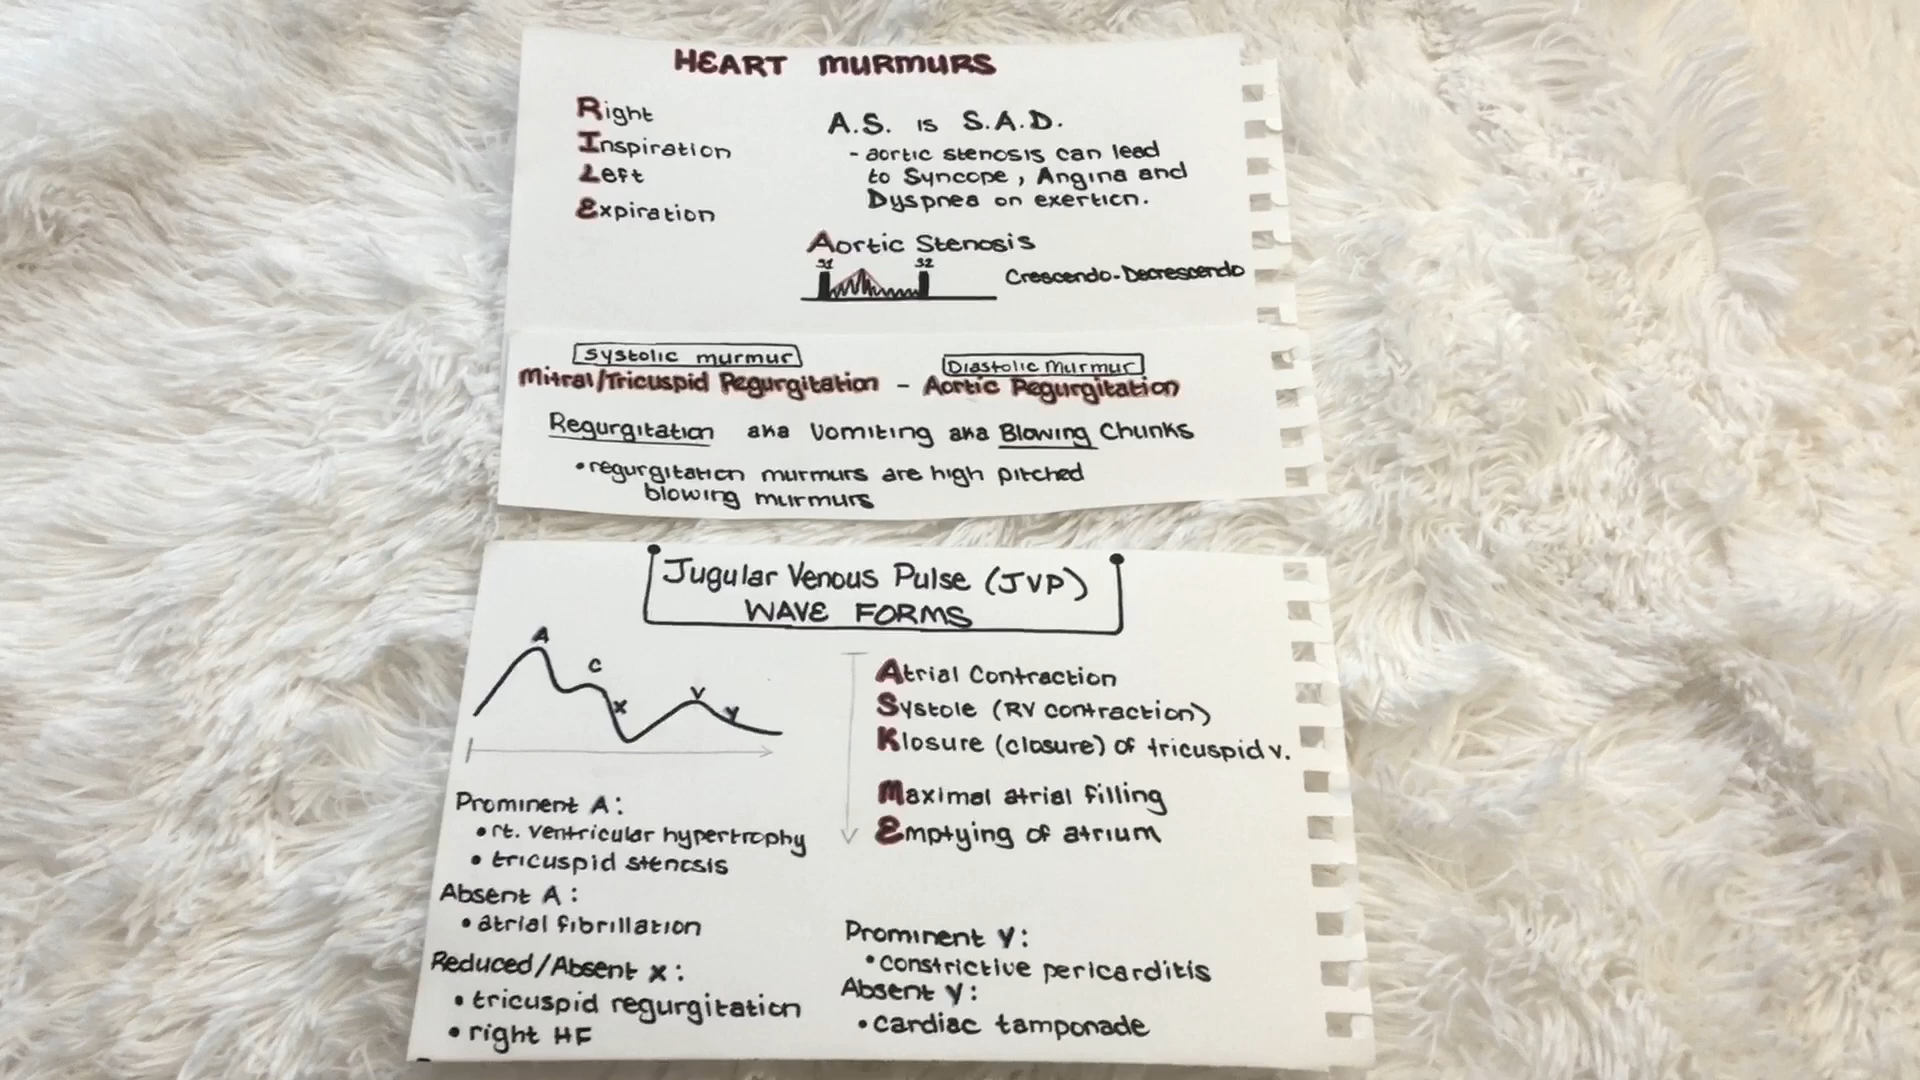 HEART MURMURS
Right
Inspiration
Left
Expiration
A.S. is S.A.D.
- aortic stenosis can lead
to Syncope, Angina and
Dyspnea on exertion.
Aortic Stenosis
S1 S2
Crescendo-Decrescendo
Systolic murmur
Mitral/Tricuspid Regurgitation - 
Diastolic Murmur
Aortic Regurgitation
Regurgitation aka Vomiting aka Blowing Chunks
• regurgitation murmurs are high pitched
blowing murmurs
Jugular Venous Pulse (JVP)
WAVE FORMS
A
C
X
V
Y
Atrial Contraction
Systole (RV contraction)
Klosure (closure) of tricuspid v.
Maximal atrial filling
Emptying of atrium
Prominent A:
• rt. ventricular hypertrophy
• tricuspid stenosis
Absent A:
• atrial fibrillation
Reduced/Absent x:
• tricuspid regurgitation
• right HF
Prominent Y:
• constrictive pericarditis
Absent Y:
• cardiac tamponade